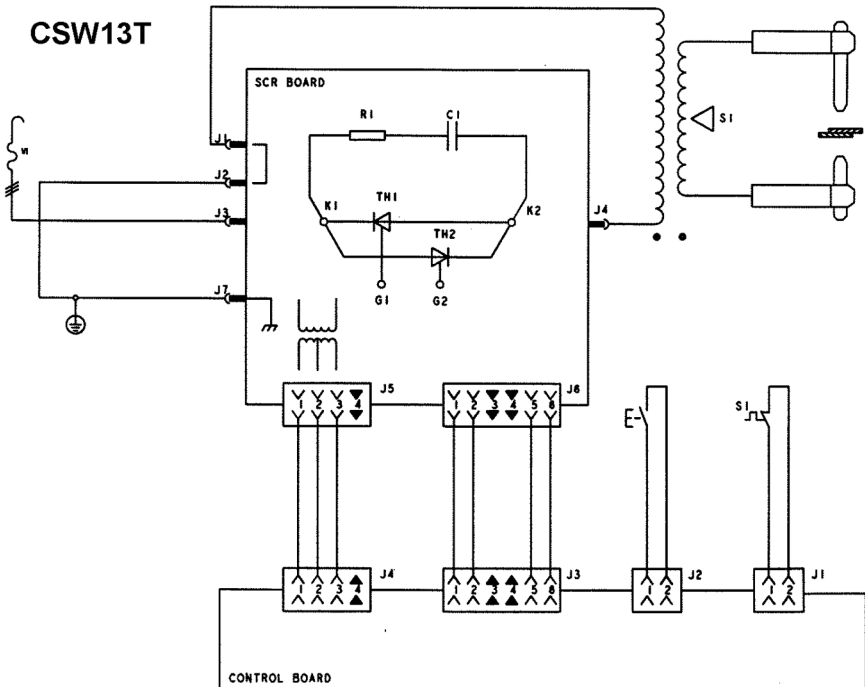 CSW13T
SCR BOARD
R1 C1
S1
J1
V1
J2
TH1
K1 K2 J4
J3
TH2
J7
G1 G2
J5 J6
1 2 3 4 1 2 3 4 5 6
S1
J4 J3 J2 J1
1 2 3 4 1 2 3 4 5 6 1 2 1 2
CONTROL BOARD